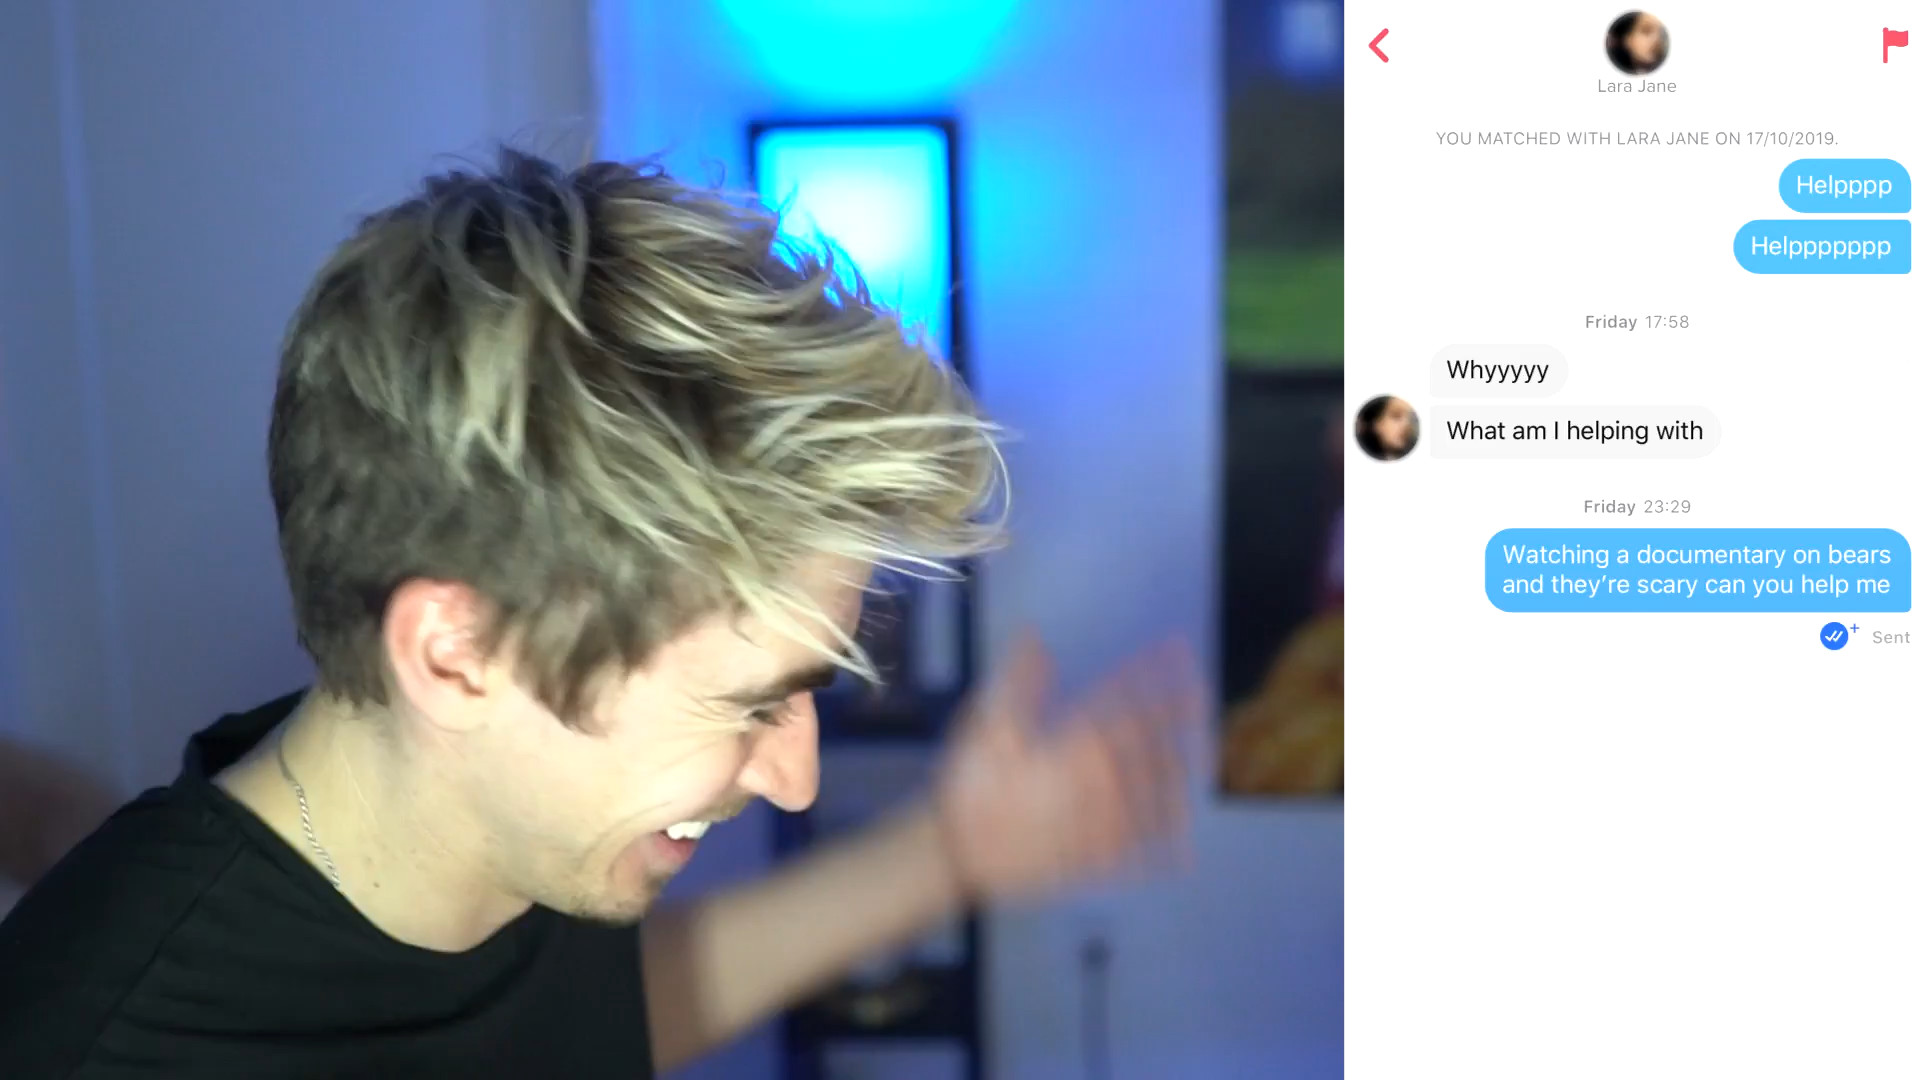 Lara Jane
YOU MATCHED WITH LARA JANE ON 17/10/2019.
Helpppp
Helppppppp
Friday 17:58
Whyyyyy
What am I helping with
Friday 23:29
Watching a documentary on bears
and they’re scary can you help me
Sent